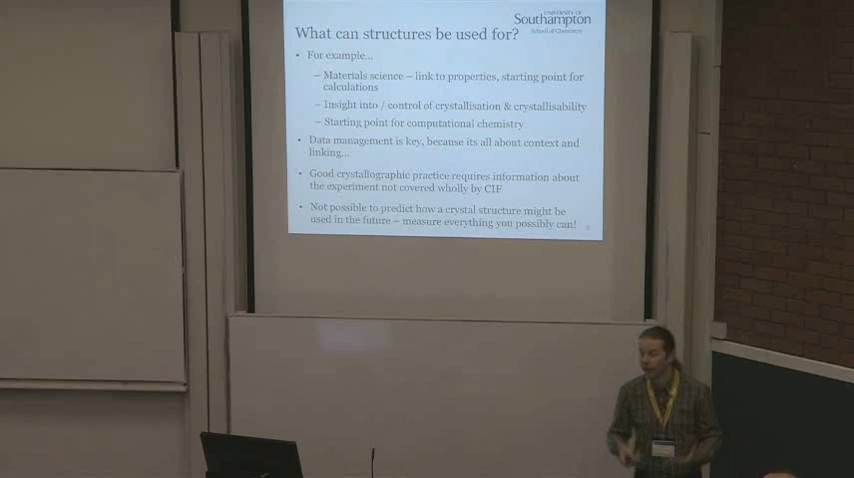 UNIVERSITY OF
Southampton
School of Chemistry
What can structures be used for?
• For example...
– Materials science – link to properties, starting point for
calculations
– Insight into / control of crystallisation & crystallisability
– Starting point for computational chemistry
• Data management is key, because its all about context and
linking...
• Good crystallographic practice requires information about
the experiment not covered wholly by CIF
• Not possible to predict how a crystal structure might be
used in the future – measure everything you possibly can!